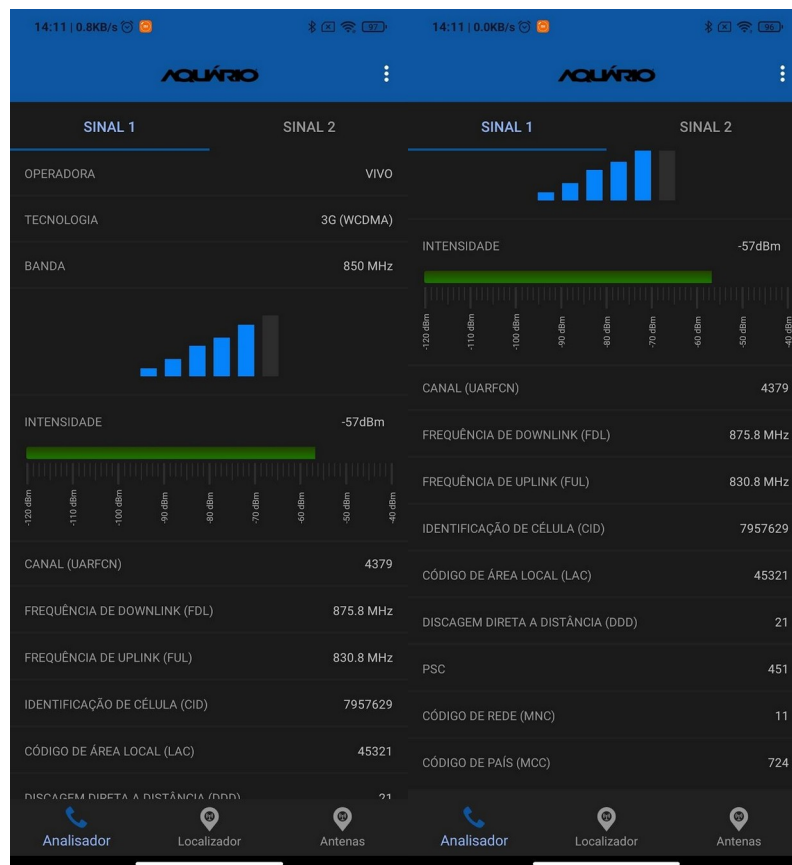 14:11 | 0.8KB/s
97
AQUÁRIO
SINAL 1 SINAL 2
OPERADORA VIVO
TECNOLOGIA 3G (WCDMA)
BANDA 850 MHz
INTENSIDADE -57dBm
-120 dBm -110 dBm -100 dBm -90 dBm -80 dBm -70 dBm -60 dBm -50 dBm -40 dBm
CANAL (UARFCN) 4379
FREQUÊNCIA DE DOWNLINK (FDL) 875.8 MHz
FREQUÊNCIA DE UPLINK (FUL) 830.8 MHz
IDENTIFICAÇÃO DE CÉLULA (CID) 7957629
CÓDIGO DE ÁREA LOCAL (LAC) 45321
DISCAGEM DIRETA A DISTÂNCIA (DDD) 21
Analisador Localizador Antenas
14:11 | 0.0KB/s
96
AQUÁRIO
SINAL 1 SINAL 2
INTENSIDADE -57dBm
-120 dBm -110 dBm -100 dBm -90 dBm -80 dBm -70 dBm -60 dBm -50 dBm -40 dBm
CANAL (UARFCN) 4379
FREQUÊNCIA DE DOWNLINK (FDL) 875.8 MHz
FREQUÊNCIA DE UPLINK (FUL) 830.8 MHz
IDENTIFICAÇÃO DE CÉLULA (CID) 7957629
CÓDIGO DE ÁREA LOCAL (LAC) 45321
DISCAGEM DIRETA A DISTÂNCIA (DDD) 21
PSC 451
CÓDIGO DE REDE (MNC) 11
CÓDIGO DE PAÍS (MCC) 724
Analisador Localizador Antenas